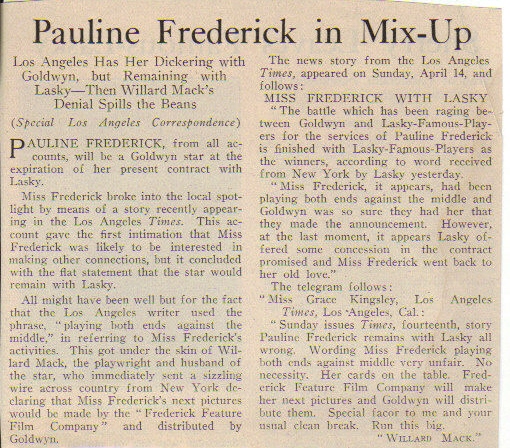 Pauline Frederick in Mix-Up
Los Angeles Has Her Dickering with
Goldwyn, but Remaining with
Lasky—Then Willard Mack's
Denial Spills the Beans
(Special Los Angeles Correspondence)
PAULINE FREDERICK, from all ac-
counts, will be a Goldwyn star at the
expiration of her present contract with
Lasky.
Miss Frederick broke into the local spot-
light by means of a story recently appear-
ing in the Los Angeles Times. This ac-
count gave the first intimation that Miss
Frederick was likely to be interested in
making other connections, but it concluded
with the flat statement that the star would
remain with Lasky.
All might have been well but for the fact
that the Los Angeles writer used the
phrase, "playing both ends against the
middle," in referring to Miss Frederick's
activities. This got under the skin of Wil-
lard Mack, the playwright and husband of
the star, who immediately sent a sizzling
wire across country from New York de-
claring that Miss Frederick's next pictures
would be made by the "Frederick Feature
Film Company" and distributed by
Goldwyn.
The news story from the Los Angeles
Times, appeared on Sunday, April 14, and
follows:
MISS FREDERICK WITH LASKY
"The battle which has been raging be-
tween Goldwyn and Lasky-Famous-Play-
ers for the services of Pauline Frederick
is finished with Lasky-Famous-Players as
the winners, according to word received
from New York by Lasky yesterday.
"Miss Frederick, it appears, had been
playing both ends against the middle and
Goldwyn was so sure they had her that
they made the announcement. However,
at the last moment, it appears Lasky of-
fered some concession in the contract
promised and Miss Frederick went back to
her old love."
The telegram follows:
"Miss Grace Kingsley, Los Angeles
Times, Los Angeles, Cal.:
"Sunday issues Times, fourteenth, story
Pauline Frederick remains with Lasky all
wrong. Wording Miss Frederick playing
both ends against middle very unfair. No
necessity. Her cards on the table. Fred-
erick Feature Film Company will make
her next pictures and Goldwyn will distri-
bute them. Special facor to me and your
usual clean break. Run this big.
"WILLARD MACK."